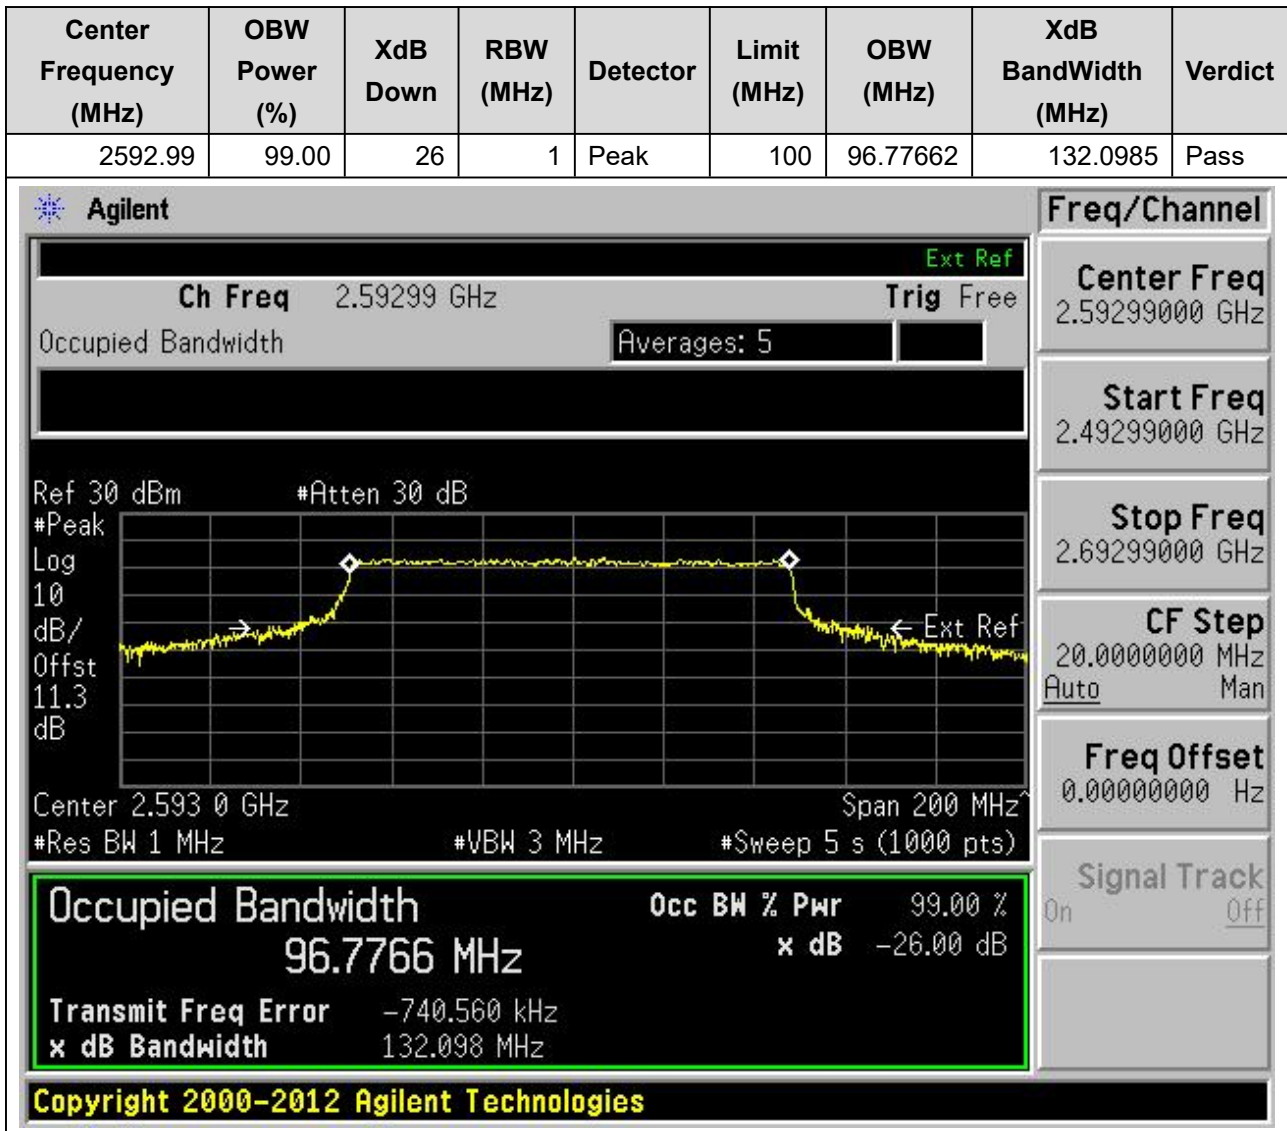 Center Frequency (MHz) OBW Power (%) XdB Down RBW (MHz) Detector Limit (MHz) OBW (MHz) XdB BandWidth (MHz) Verdict
2592.99 99.00 26 1 Peak 100 96.77662 132.0985 Pass
Agilent
Freq/Channel
Ext Ref
Ch Freq 2.59299 GHz Trig Free
Occupied Bandwidth Averages: 5
Center Freq
2.59299000 GHz
Start Freq
2.49299000 GHz
Stop Freq
2.69299000 GHz
CF Step
20.0000000 MHz
Auto Man
Freq Offset
0.00000000 Hz
Signal Track
On Off
Ref 30 dBm #Atten 30 dB
#Peak
Log
10
dB/
Offst
11.3
dB
Ext Ref
Center 2.593 0 GHz Span 200 MHz^
#Res BW 1 MHz #VBW 3 MHz #Sweep 5 s (1000 pts)
Occupied Bandwidth Occ BW % Pwr 99.00 %
96.7766 MHz x dB -26.00 dB
Transmit Freq Error -740.560 kHz
x dB Bandwidth 132.098 MHz
Copyright 2000-2012 Agilent Technologies